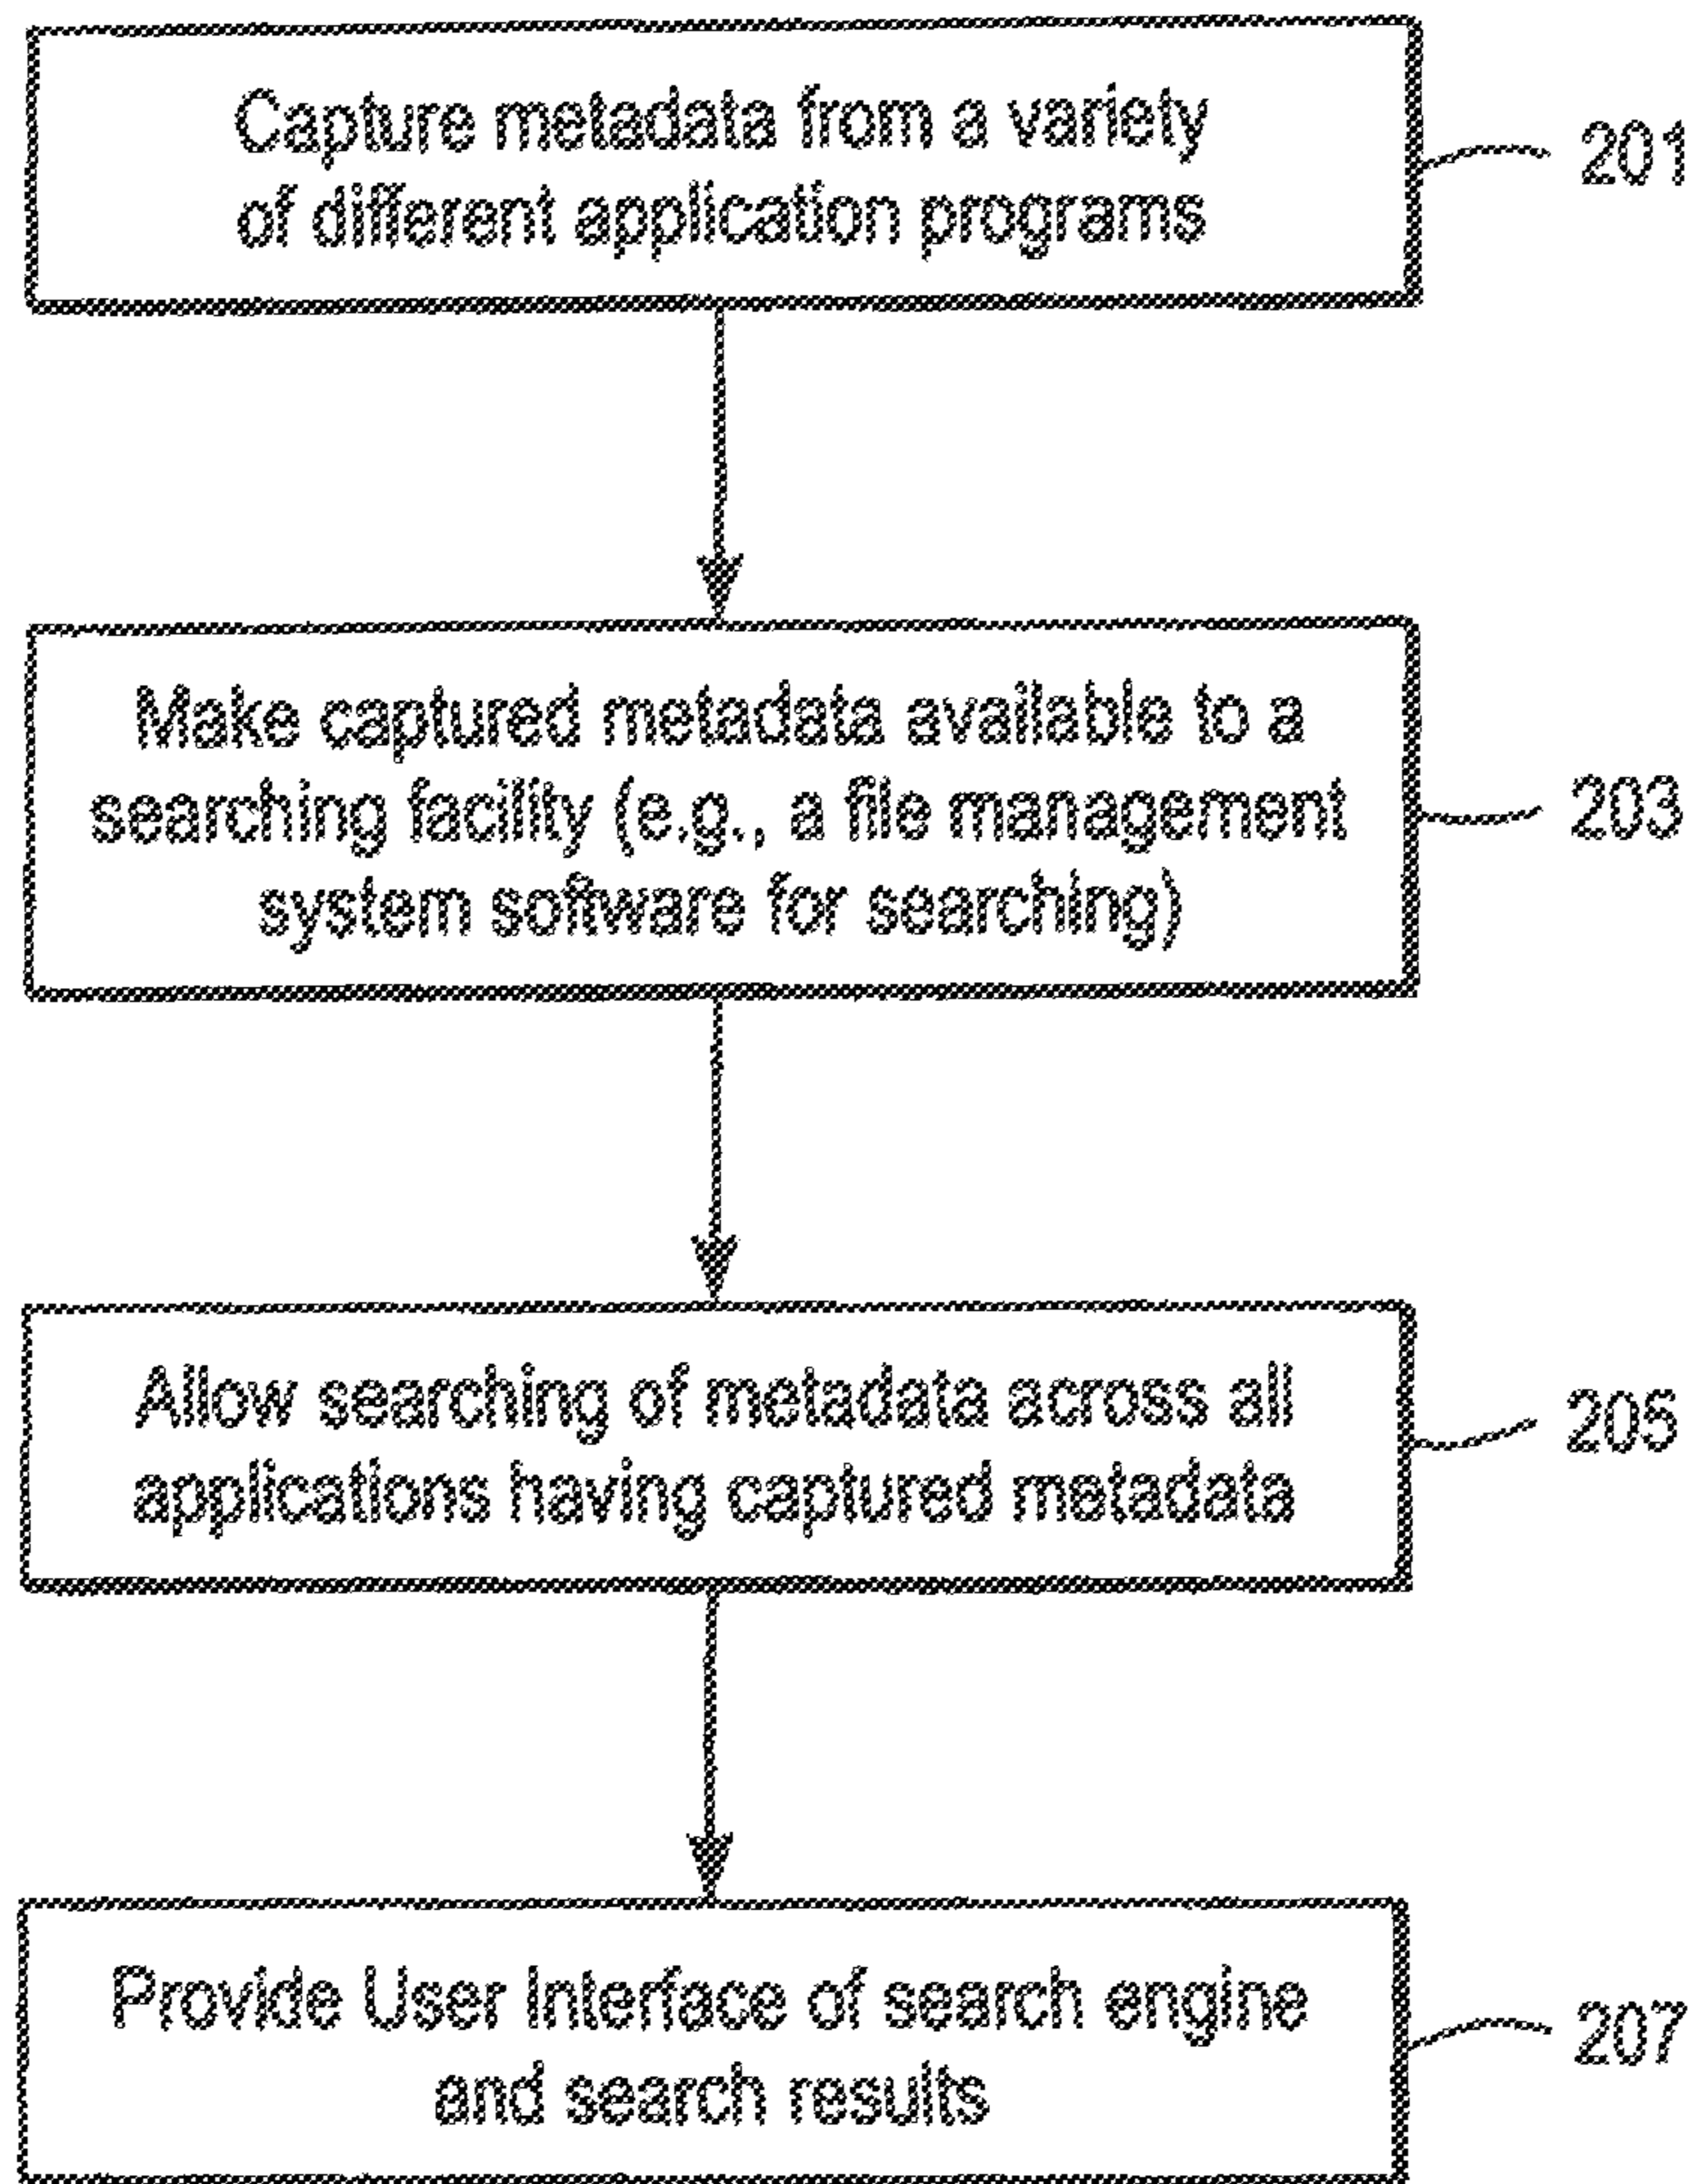 Capture metadata from a variety
of different application programs
201
Make captured metadata available to a
searching facility (e.g., a file management
system software for searching)
203
Allow searching of metadata across all
applications having captured metadata
205
Provide User Interface of search engine
and search results
207